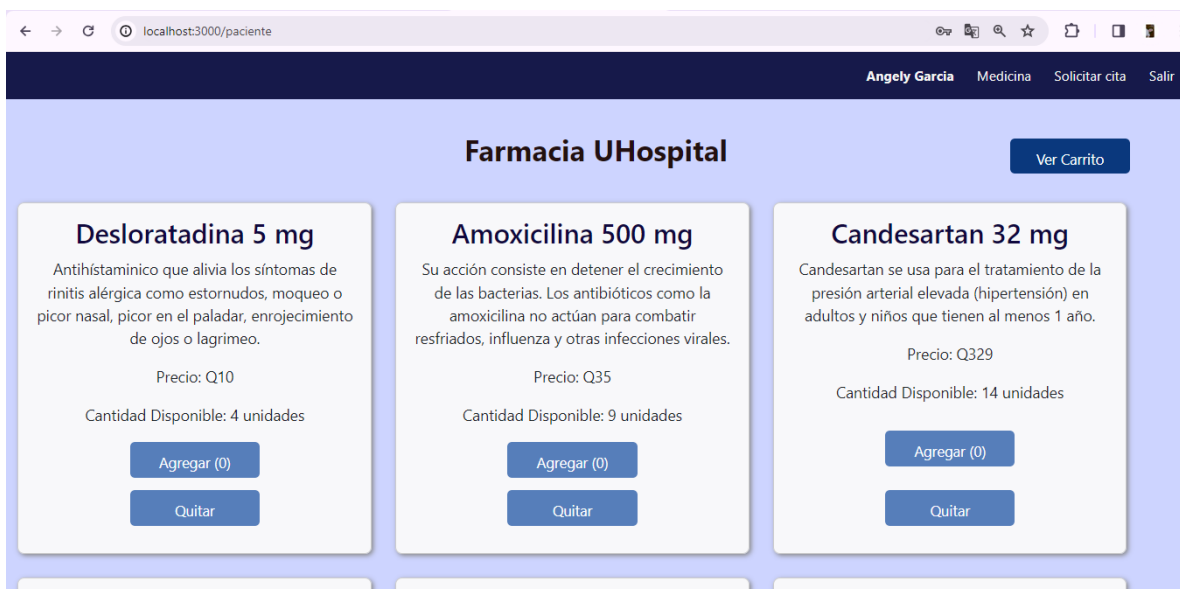 localhost:3000/paciente
Angely Garcia Medicina Solicitar cita Salir
Farmacia UHospital
Ver Carrito
Desloratadina 5 mg
Antihístaminico que alivia los síntomas de
rinitis alérgica como estornudos, moqueo o
picor nasal, picor en el paladar, enrojecimiento
de ojos o lagrimeo.
Precio: Q10
Cantidad Disponible: 4 unidades
Agregar (0)
Quitar
Amoxicilina 500 mg
Su acción consiste en detener el crecimiento
de las bacterias. Los antibióticos como la
amoxicilina no actúan para combatir
resfriados, influenza y otras infecciones virales.
Precio: Q35
Cantidad Disponible: 9 unidades
Agregar (0)
Quitar
Candesartan 32 mg
Candesartan se usa para el tratamiento de la
presión arterial elevada (hipertensión) en
adultos y niños que tienen al menos 1 año.
Precio: Q329
Cantidad Disponible: 14 unidades
Agregar (0)
Quitar